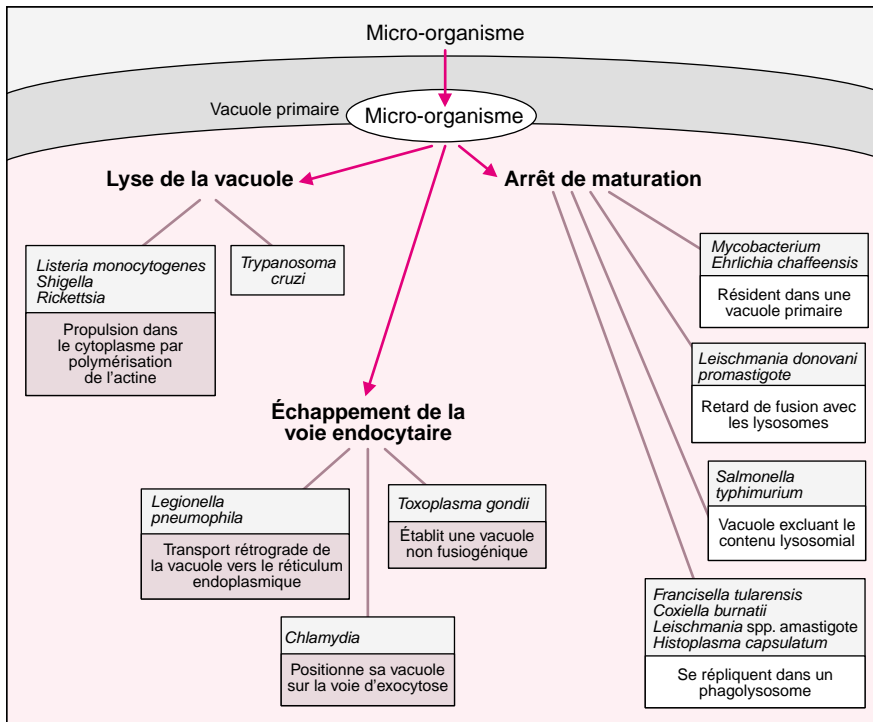 Micro-organisme
Vacuole primaire
Micro-organisme
Lyse de la vacuole
Arrêt de maturation
Listeria monocytogenes
Shigella
Rickettsia
Propulsion dans
le cytoplasme par
polymérisation
de l'actine
Trypanosoma
cruzi
Mycobacterium
Ehrlichia chaffeensis
Résident dans une
vacuole primaire
Leischmania donovani
promastigote
Retard de fusion avec
les lysosomes
Échappement de la
voie endocytaire
Legionella
pneumophila
Transport rétrograde de
la vacuole vers le réticulum
endoplasmique
Toxoplasma gondii
Établit une vacuole
non fusiogénique
Chlamydia
Positionne sa vacuole
sur la voie d'exocytose
Salmonella
typhimurium
Vacuole excluant le
contenu lysosomial
Francisella tularensis
Coxiella burnatii
Leischmania spp. amastigote
Histoplasma capsulatum
Se répliquent dans un
phagolysosome